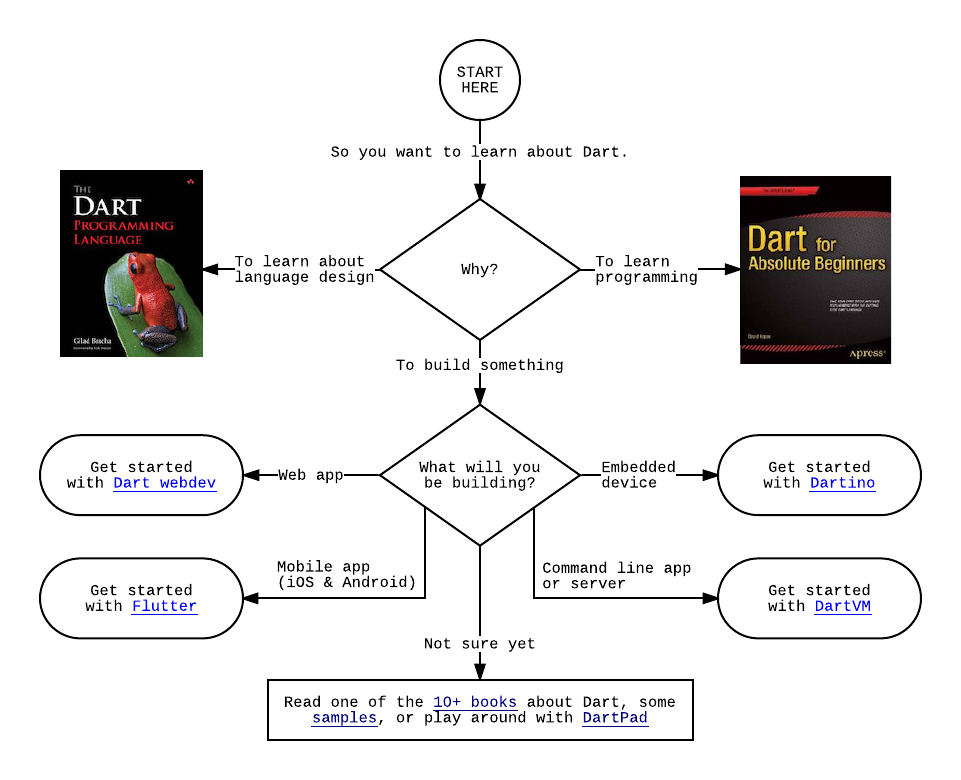 START
HERE
So you want to learn about Dart.
THE
DART
PROGRAMMING
LANGUAGE
Gilad Bracha
To learn about
language design
Why?
To learn
programming
Dart for
Absolute Beginners
David Kopec
Apress®
To build something
Get started
with Dart webdev
Web app
What will you
be building?
Embedded
device
Get started
with Dartino
Get started
with Flutter
Mobile app
(iOS & Android)
Command line app
or server
Get started
with DartVM
Not sure yet
Read one of the 10+ books about Dart, some
samples, or play around with DartPad